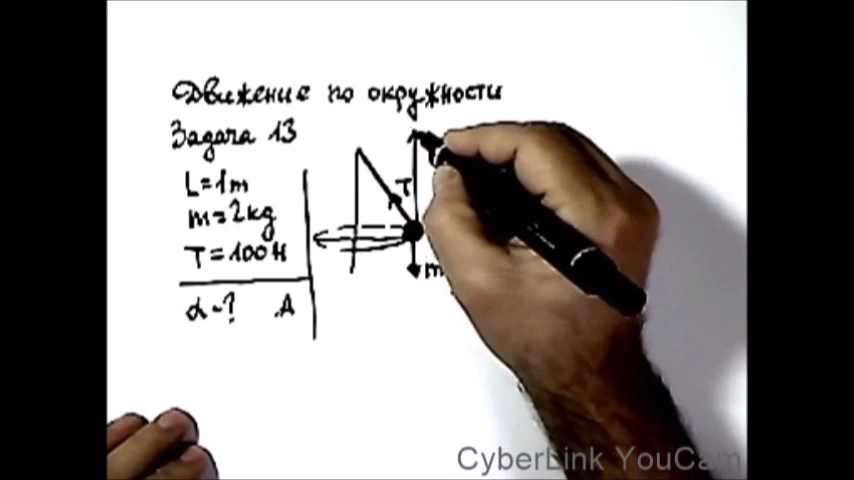 Движение по окружности
Задача 13
L=1m
m=2kg
T=100H
α-? .A
T
m
CyberLink YouCam